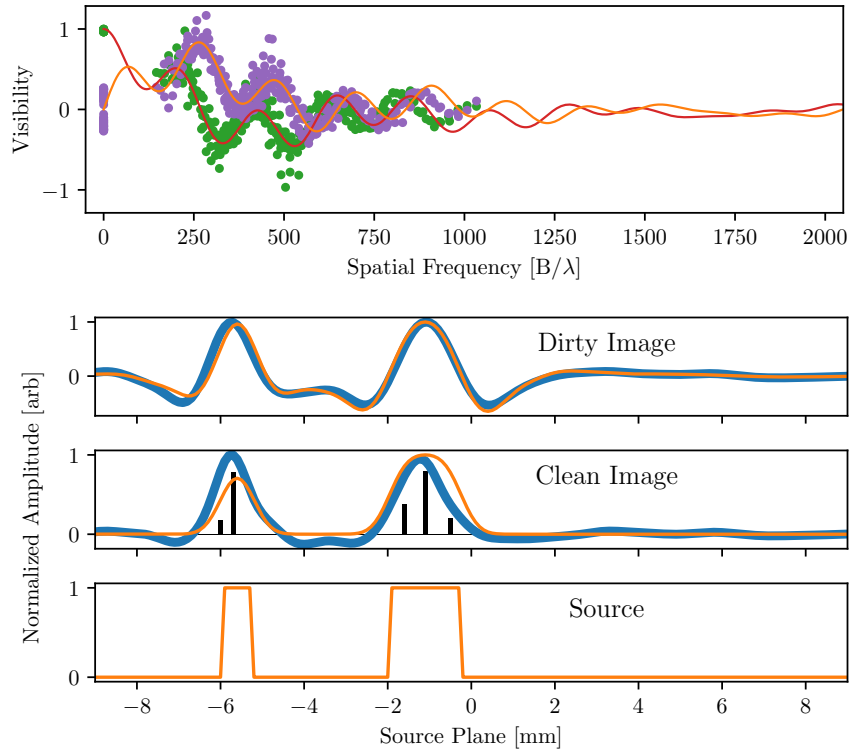 Visibility
1
0
−1
0 250 500 750 1000 1250 1500 1750 2000
Spatial Frequency [B/λ]
Normalized Amplitude [arb]
1
0
Dirty Image
1
0
Clean Image
1
0
Source
−8 −6 −4 −2 0 2 4 6 8
Source Plane [mm]